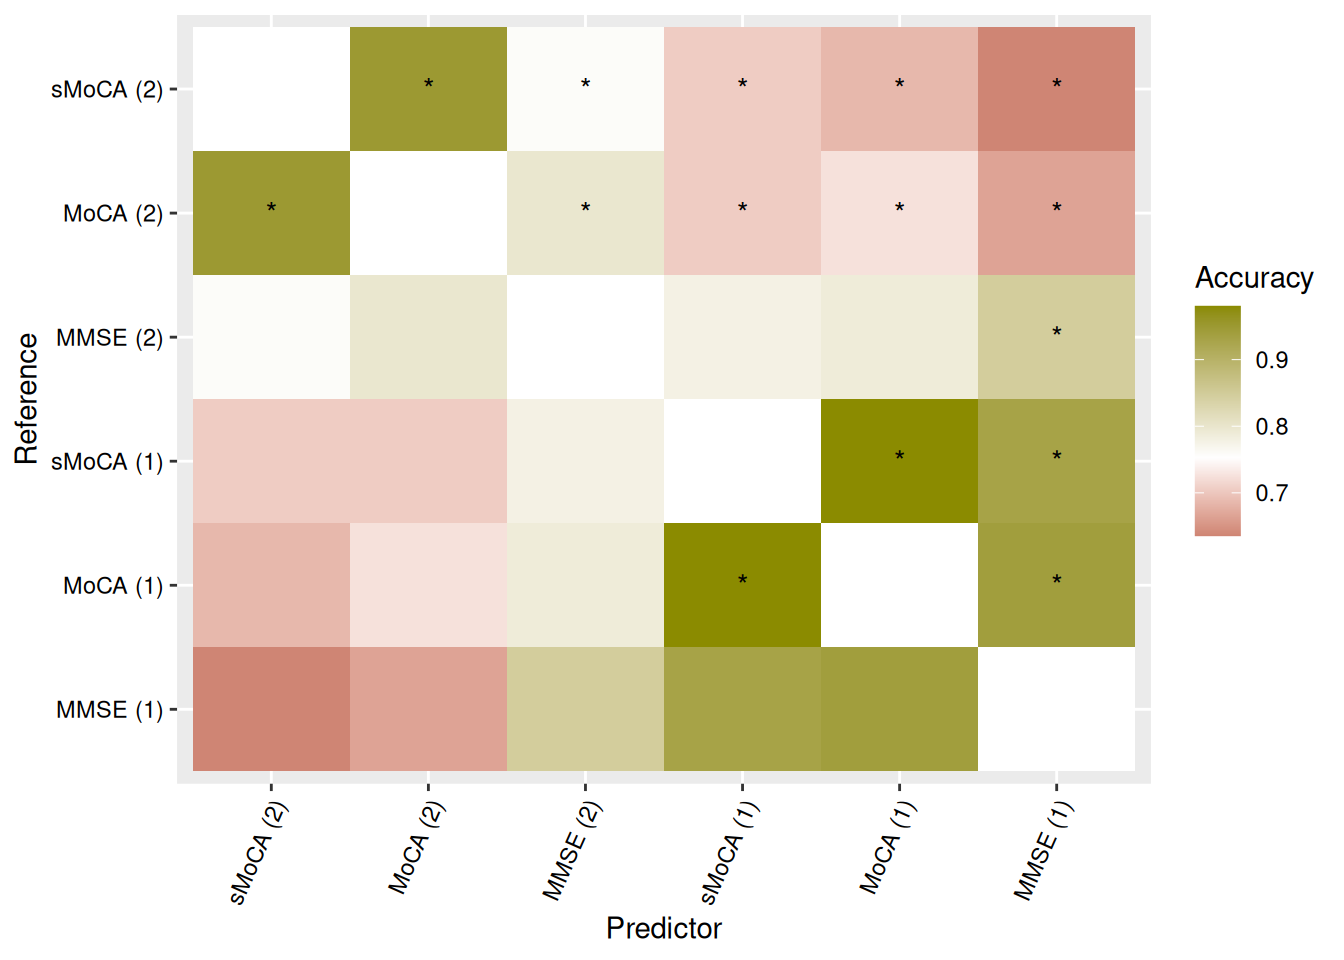 sMoCA (2) * * * * *
MoCA (2) * * * * *
MMSE (2) *
sMoCA (1) * *
MoCA (1) * *
MMSE (1)
Reference
sMoCA (2) MoCA (2) MMSE (2) sMoCA (1) MoCA (1) MMSE (1)
Predictor
Accuracy
0.9
0.8
0.7